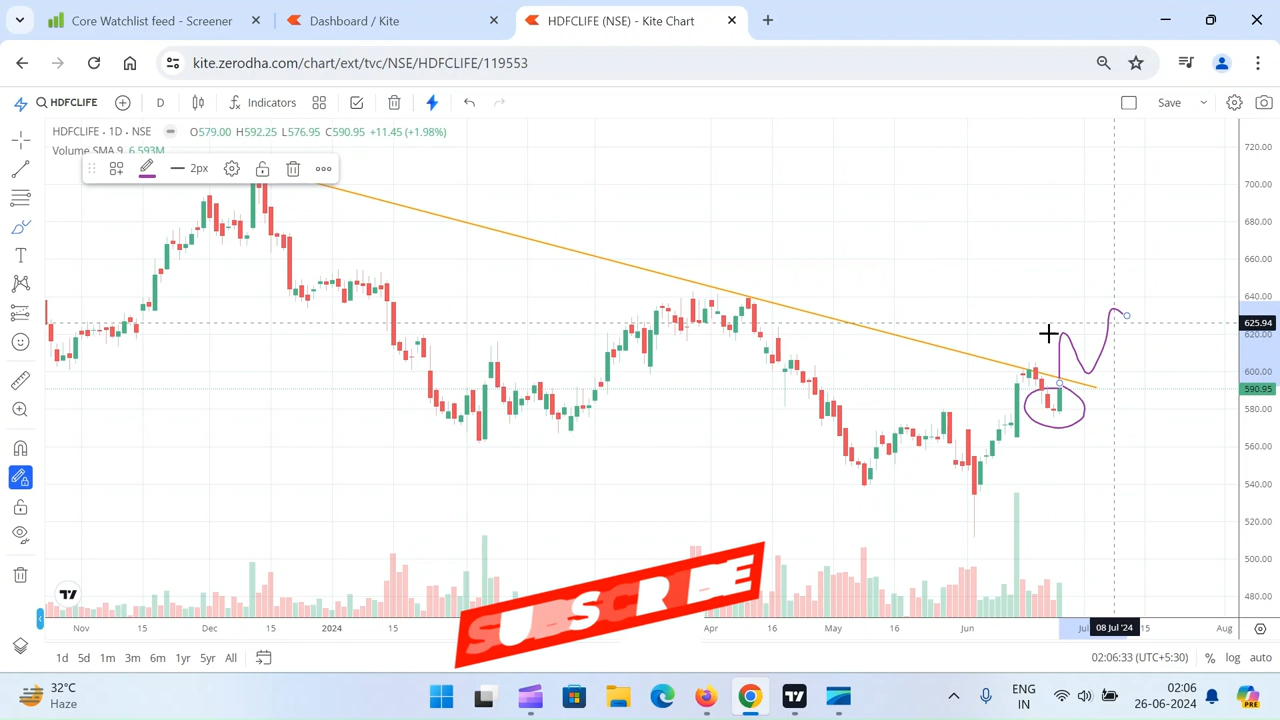 Core Watchlist feed - Screener
Dashboard / Kite
HDFCLIFE (NSE) - Kite Chart
kite.zerodha.com/chart/ext/tvc/NSE/HDFCLIFE/119553
HDFCLIFE
D
Indicators
Save
HDFCLIFE · 1D · NSE O579.00 H592.25 L576.95 C590.95 +11.45 (+1.98%)
Volume SMA 9 6.593M
2px
720.00
700.00
680.00
660.00
640.00
625.94
620.00
600.00
590.95
580.00
560.00
540.00
520.00
500.00
480.00
SUBSCRIBE
Nov 15 Dec 15 2024 15 Apr 16 May 16 Jun Jul 08 Jul '24 15 Aug
1d 5d 1m 3m 6m 1yr 5yr All
02:06:33 (UTC+5:30) % log auto
32°C
Haze
ENG
IN
02:06
26-06-2024
PRE